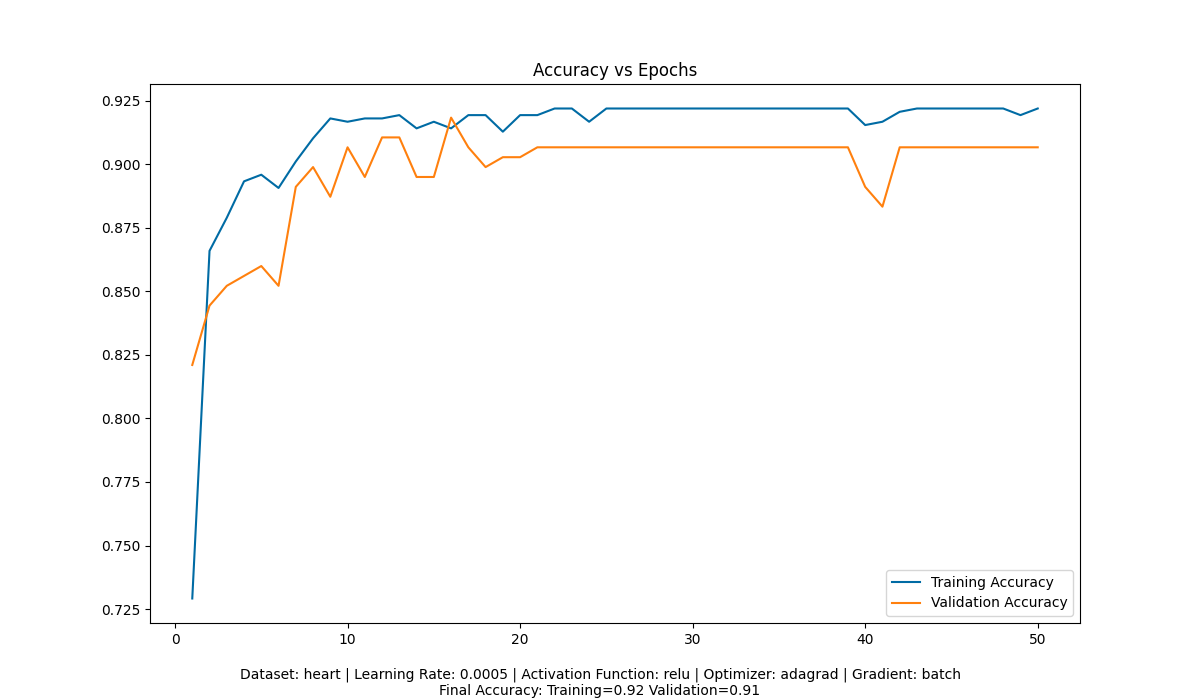 Accuracy vs Epochs
0.925
0.900
0.875
0.850
0.825
0.800
0.775
0.750
0.725
Training Accuracy
Validation Accuracy
0 10 20 30 40 50
Dataset: heart | Learning Rate: 0.0005 | Activation Function: relu | Optimizer: adagrad | Gradient: batch
Final Accuracy: Training=0.92 Validation=0.91